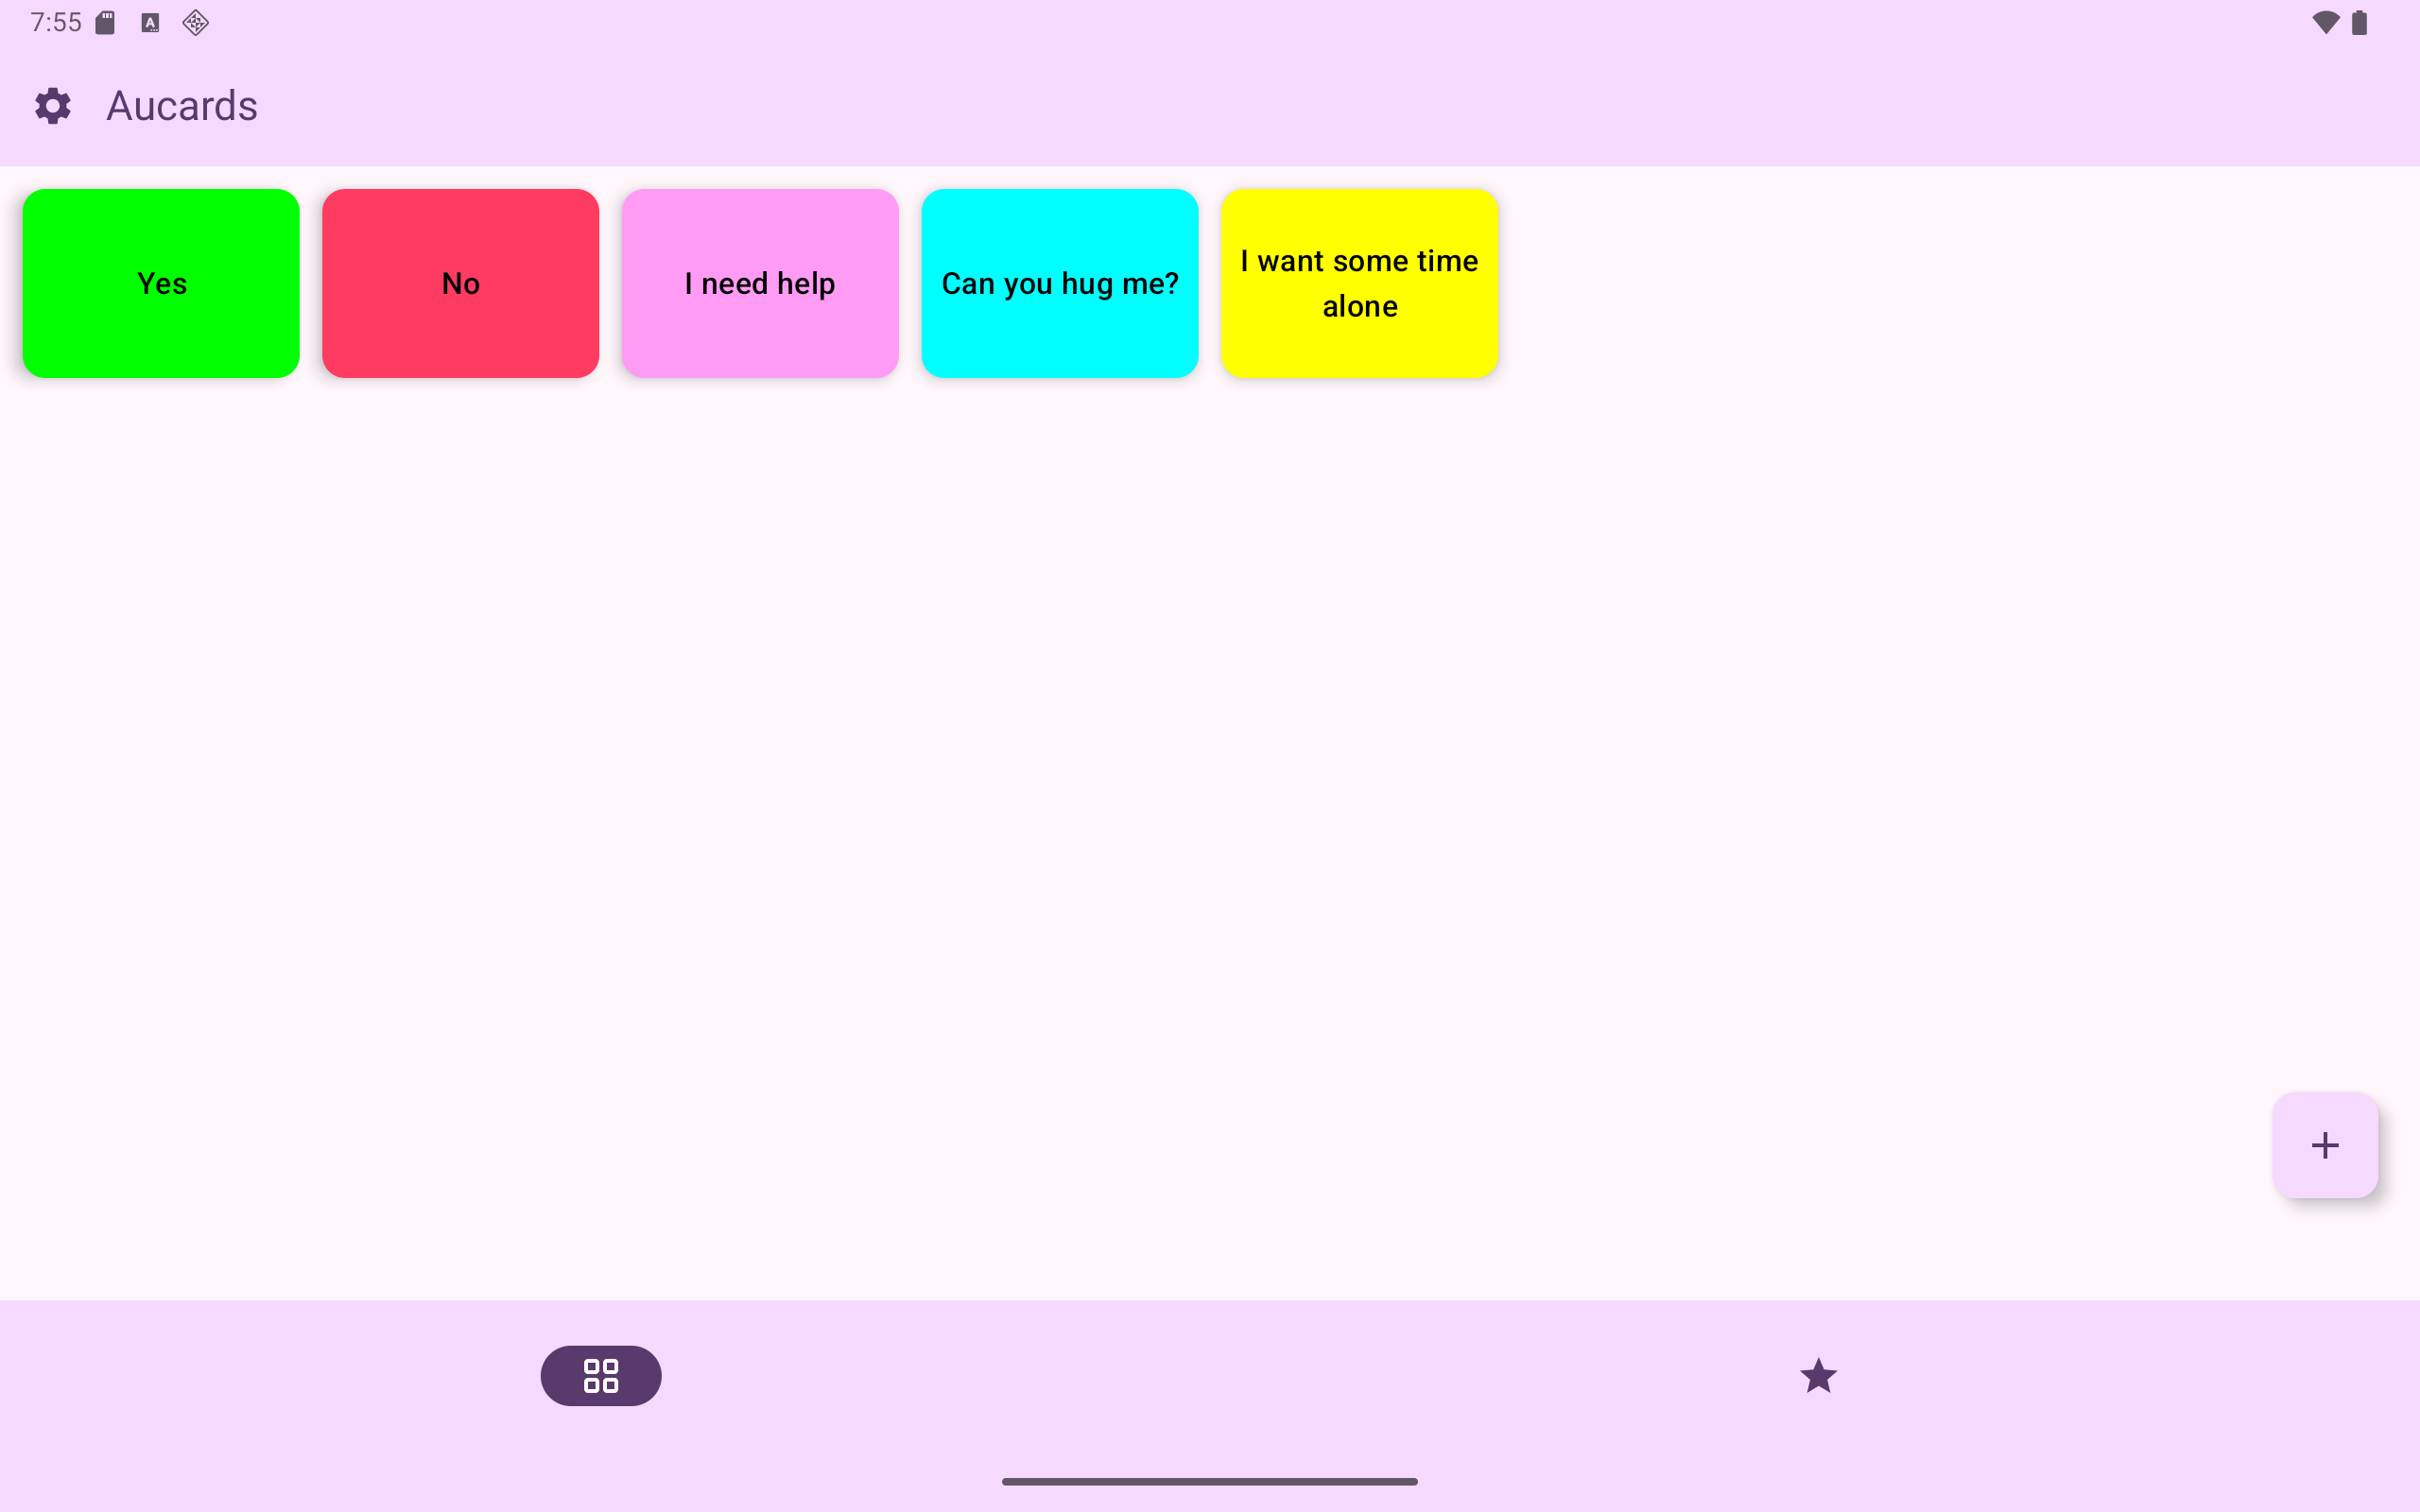 7:55
Aucards
Yes
No
I need help
Can you hug me?
I want some time
alone